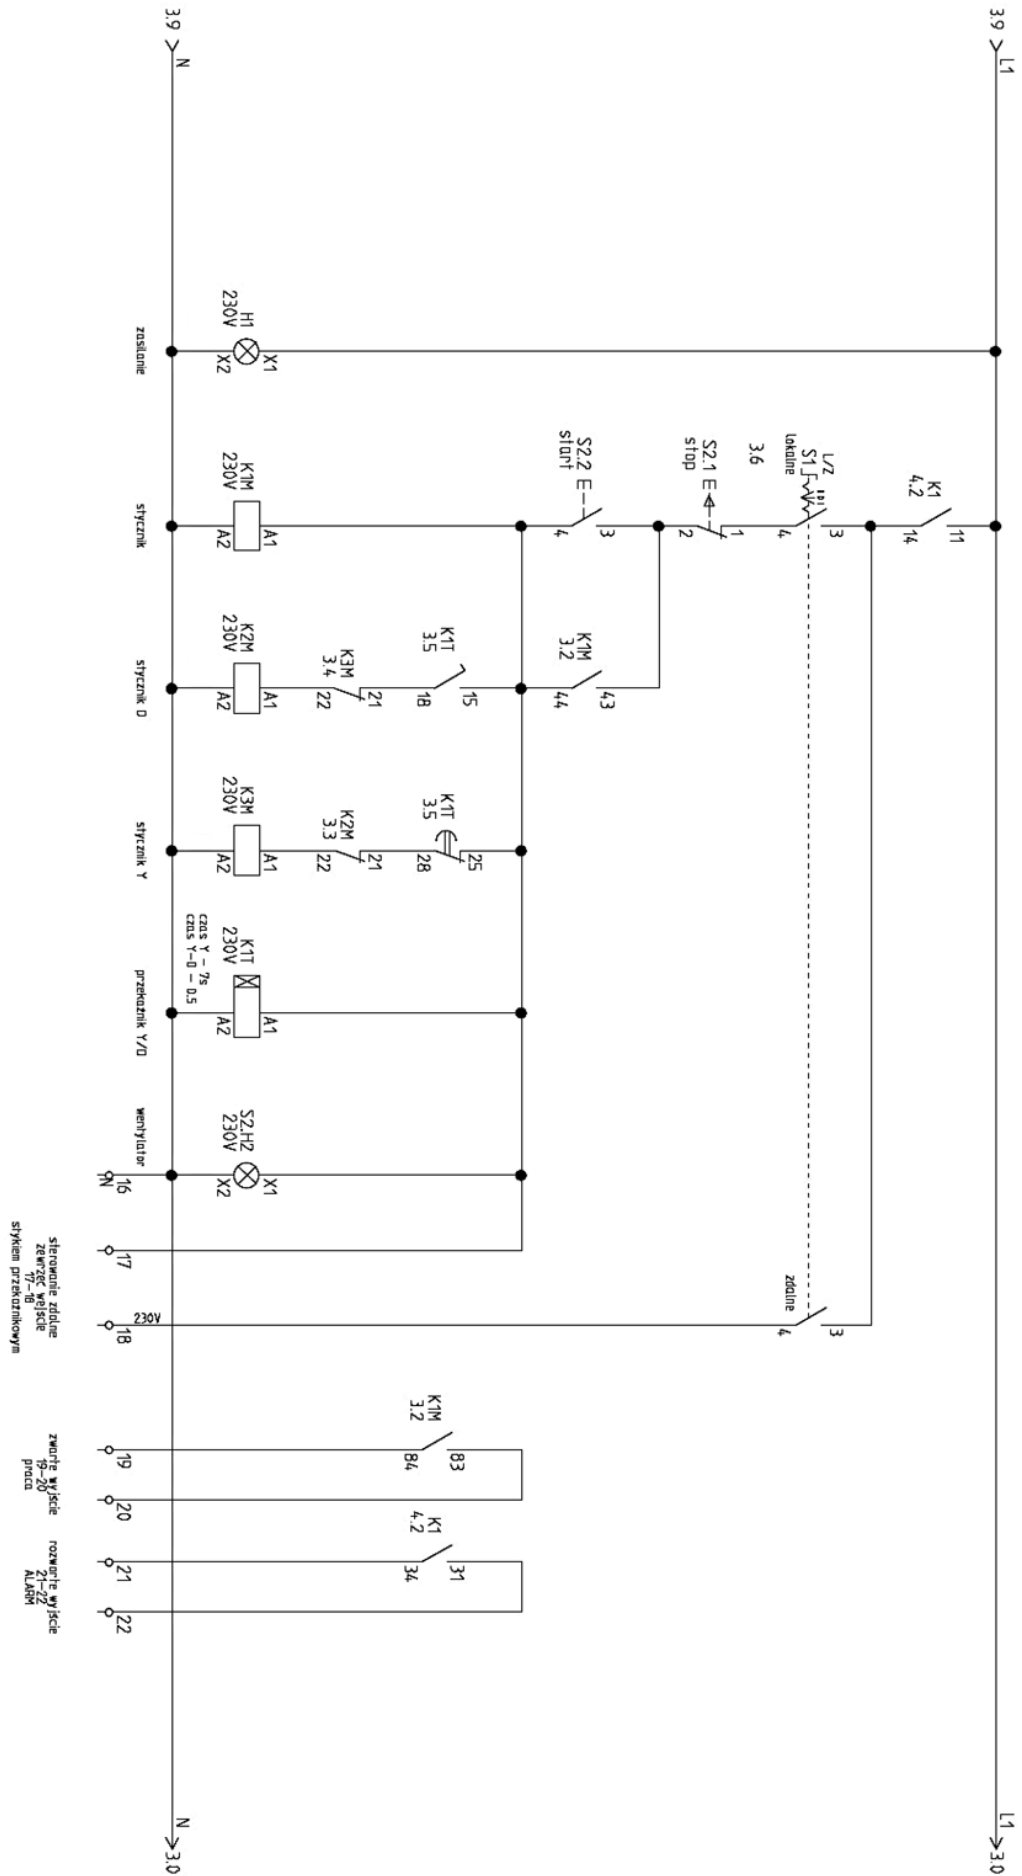 3.9
L1
L1
3.0
K1
4.2
11
14
L/Z
S1
lokalne
3.6
3
4
zdalne
3
4
S2.1
stop
1
2
S2.2
start
3
4
K1M
3.2
43
44
K1T
3.5
15
18
K3M
3.4
21
22
K1T
3.5
25
28
K2M
3.3
21
22
K1M
3.2
83
84
K1
4.2
31
34
H1
230V
X1
X2
K1M
230V
A1
A2
K2M
230V
A1
A2
K3M
230V
A1
A2
K1T
230V
A1
A2
czas Y - 7s
czas Y-D - 0.5
S2.H2
230V
X1
X2
3.9
N
N
3.0
230V
16
N
17
18
19
20
21
22
zasilanie
stycznik
stycznik D
stycznik Y
przekaźnik Y/D
wentylator
sterowanie zdalne
zewrzec wejscie
17-18
stykiem przekaźnikowym
zwarte wyjscie
19-20
praca
rozwarte wyjscie
21-22
ALARM